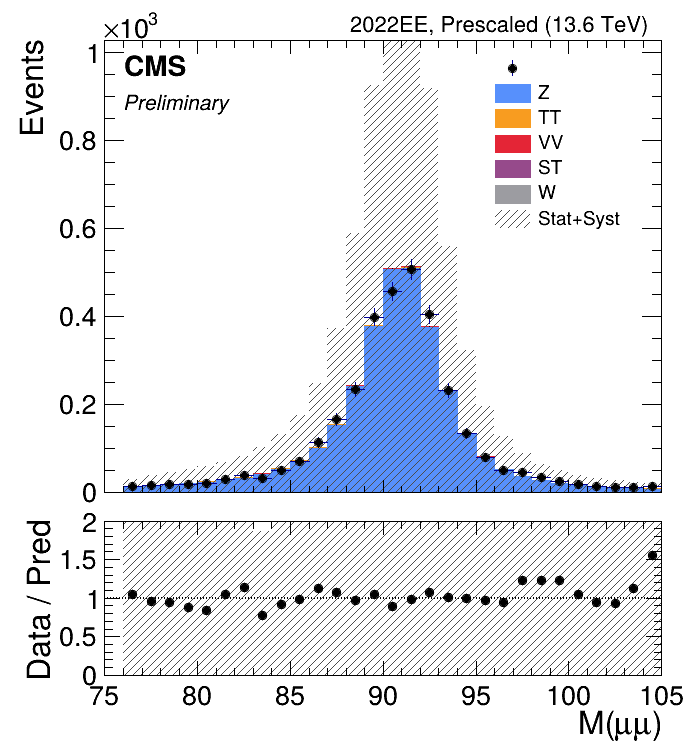 ×10³
2022EE, Prescaled (13.6 TeV)
Events
1
0.8
0.6
0.4
0.2
0
CMS
Preliminary
Z
TT
VV
ST
W
Stat+Syst
Data / Pred
2
1.5
1
0.5
0
75 80 85 90 95 100 105
M(μμ)